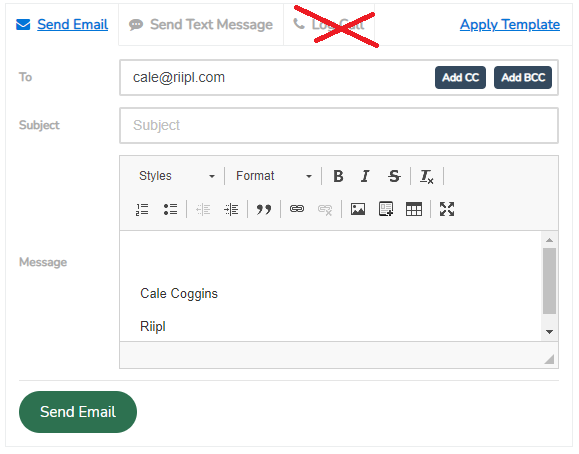 Send Email Send Text Message Log Call Apply Template
To cale@riipl.com Add CC Add BCC
Subject Subject
Styles Format B I S Tx
Message
Cale Coggins
Riipl
Send Email